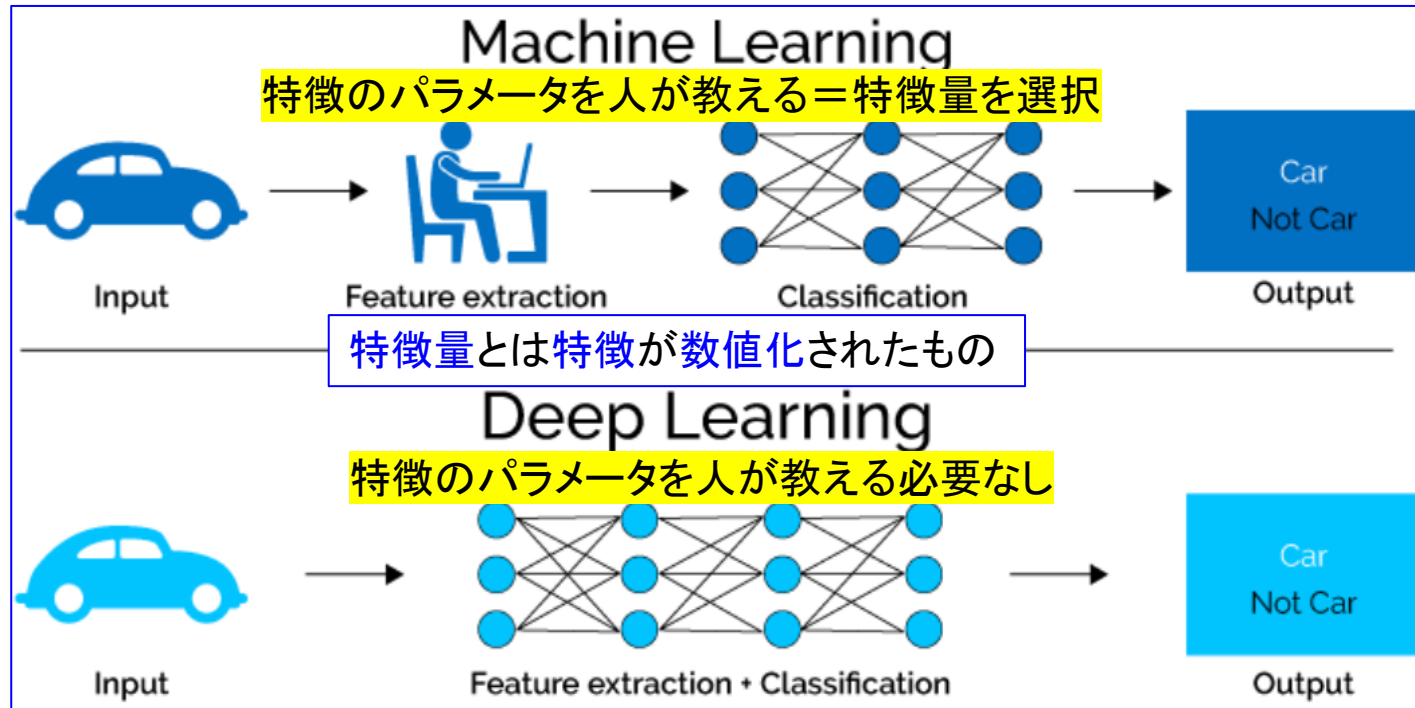 Machine Learning
特徴のパラメータを人が教える＝特徴量を選択
Car
Not Car
Input
Feature extraction
Classification
Output
特徴量とは特徴が数値化されたもの
Deep Learning
特徴のパラメータを人が教える必要なし
Car
Not Car
Input
Feature extraction + Classification
Output